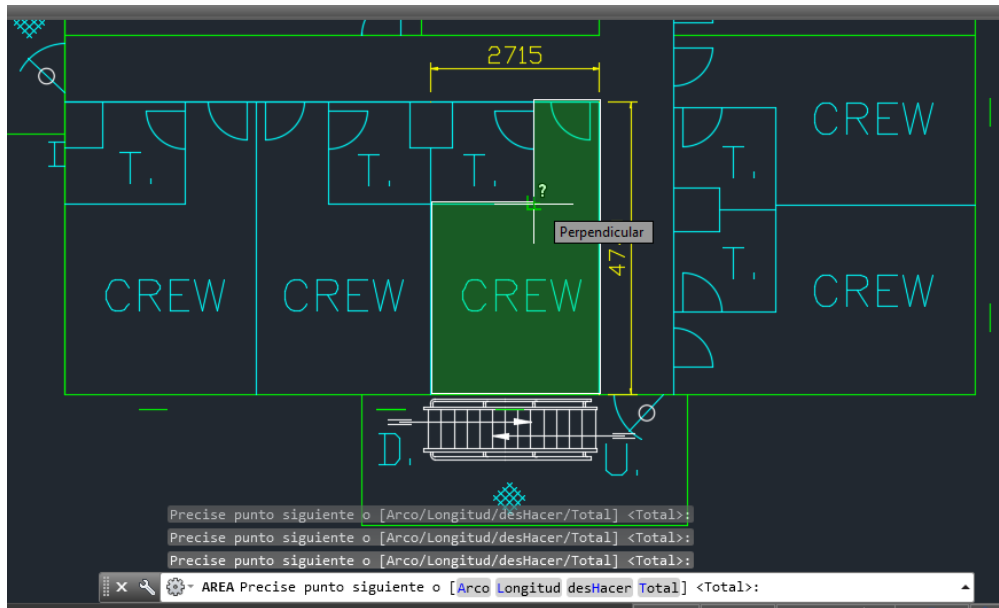 2715
CREW
T.
T.
T.
T.
?
Perpendicular
47
CREW
CREW
CREW
T.
CREW
D.
U.
Precise punto siguiente o [Arco/Longitud/desHacer/Total] <Total>:
Precise punto siguiente o [Arco/Longitud/desHacer/Total] <Total>:
Precise punto siguiente o [Arco/Longitud/desHacer/Total] <Total>:
AREA Precise punto siguiente o [Arco Longitud desHacer Total] <Total>: